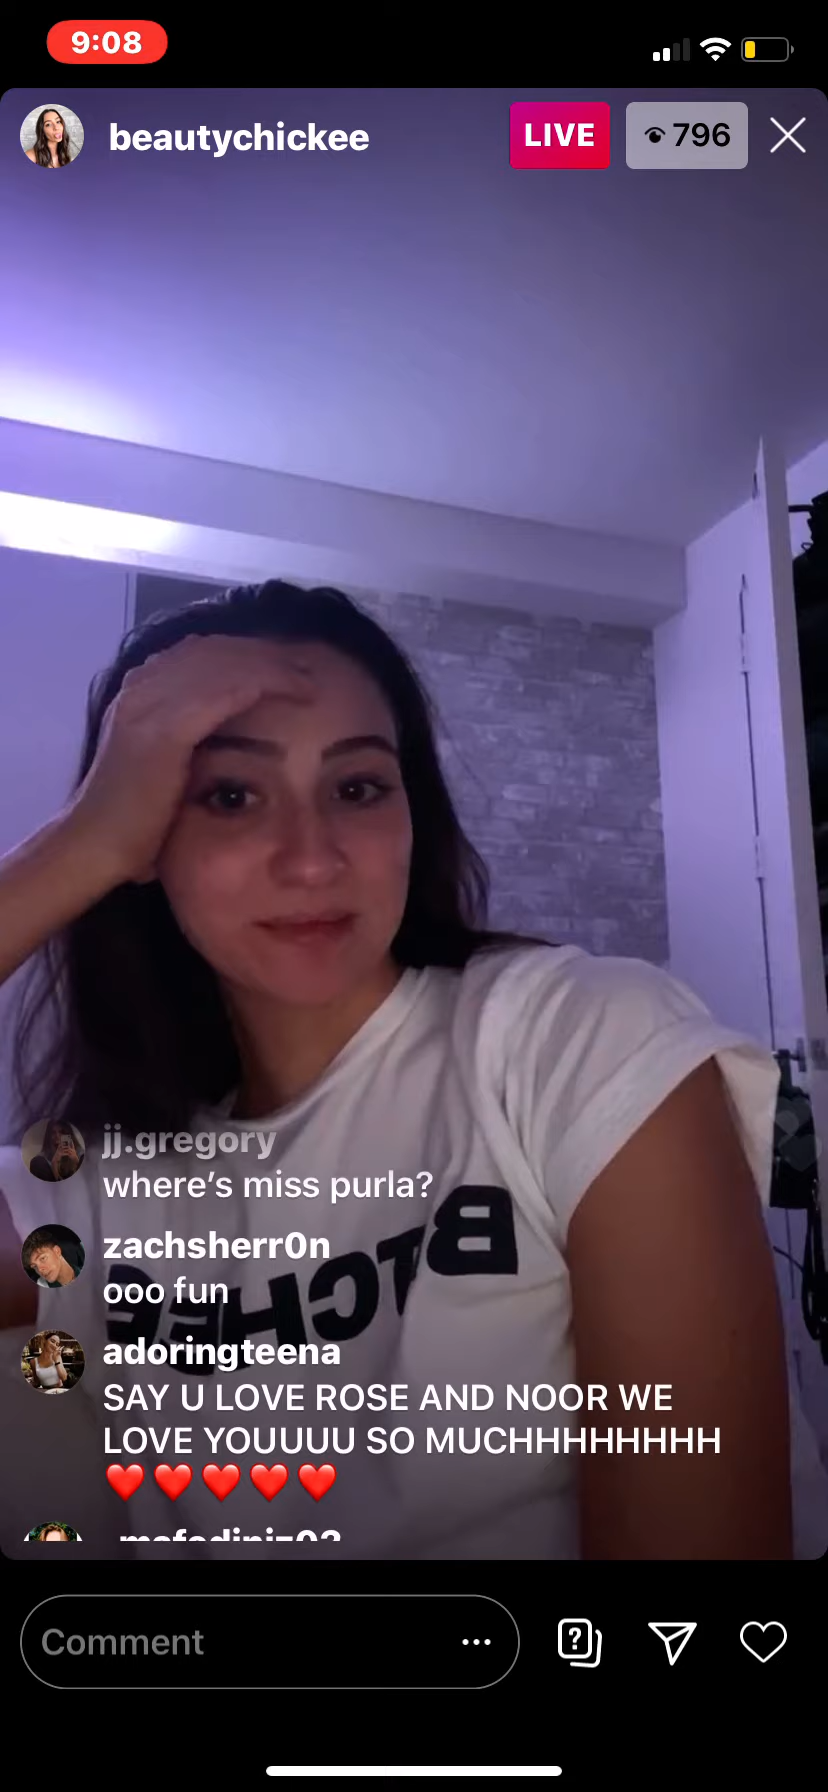 9:08
beautychickee
LIVE
796
jj.gregory
where's miss purla?
zachsherr0n
ooo fun
adoringteena
SAY U LOVE ROSE AND NOOR WE
LOVE YOUUUU SO MUCHHHHHHHH
❤️❤️❤️❤️❤️
Comment